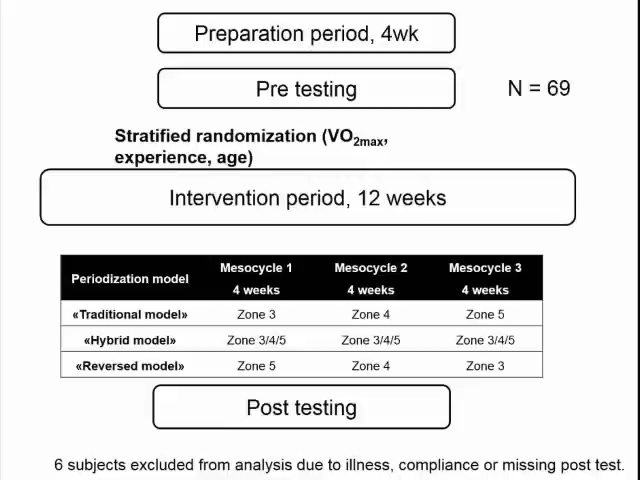 Preparation period, 4wk
Pre testing
N = 69
Stratified randomization (VO2max,
experience, age)
Intervention period, 12 weeks
Periodization model Mesocycle 1 4 weeks Mesocycle 2 4 weeks Mesocycle 3 4 weeks
«Traditional model» Zone 3 Zone 4 Zone 5
«Hybrid model» Zone 3/4/5 Zone 3/4/5 Zone 3/4/5
«Reversed model» Zone 5 Zone 4 Zone 3
Post testing
6 subjects excluded from analysis due to illness, compliance or missing post test.